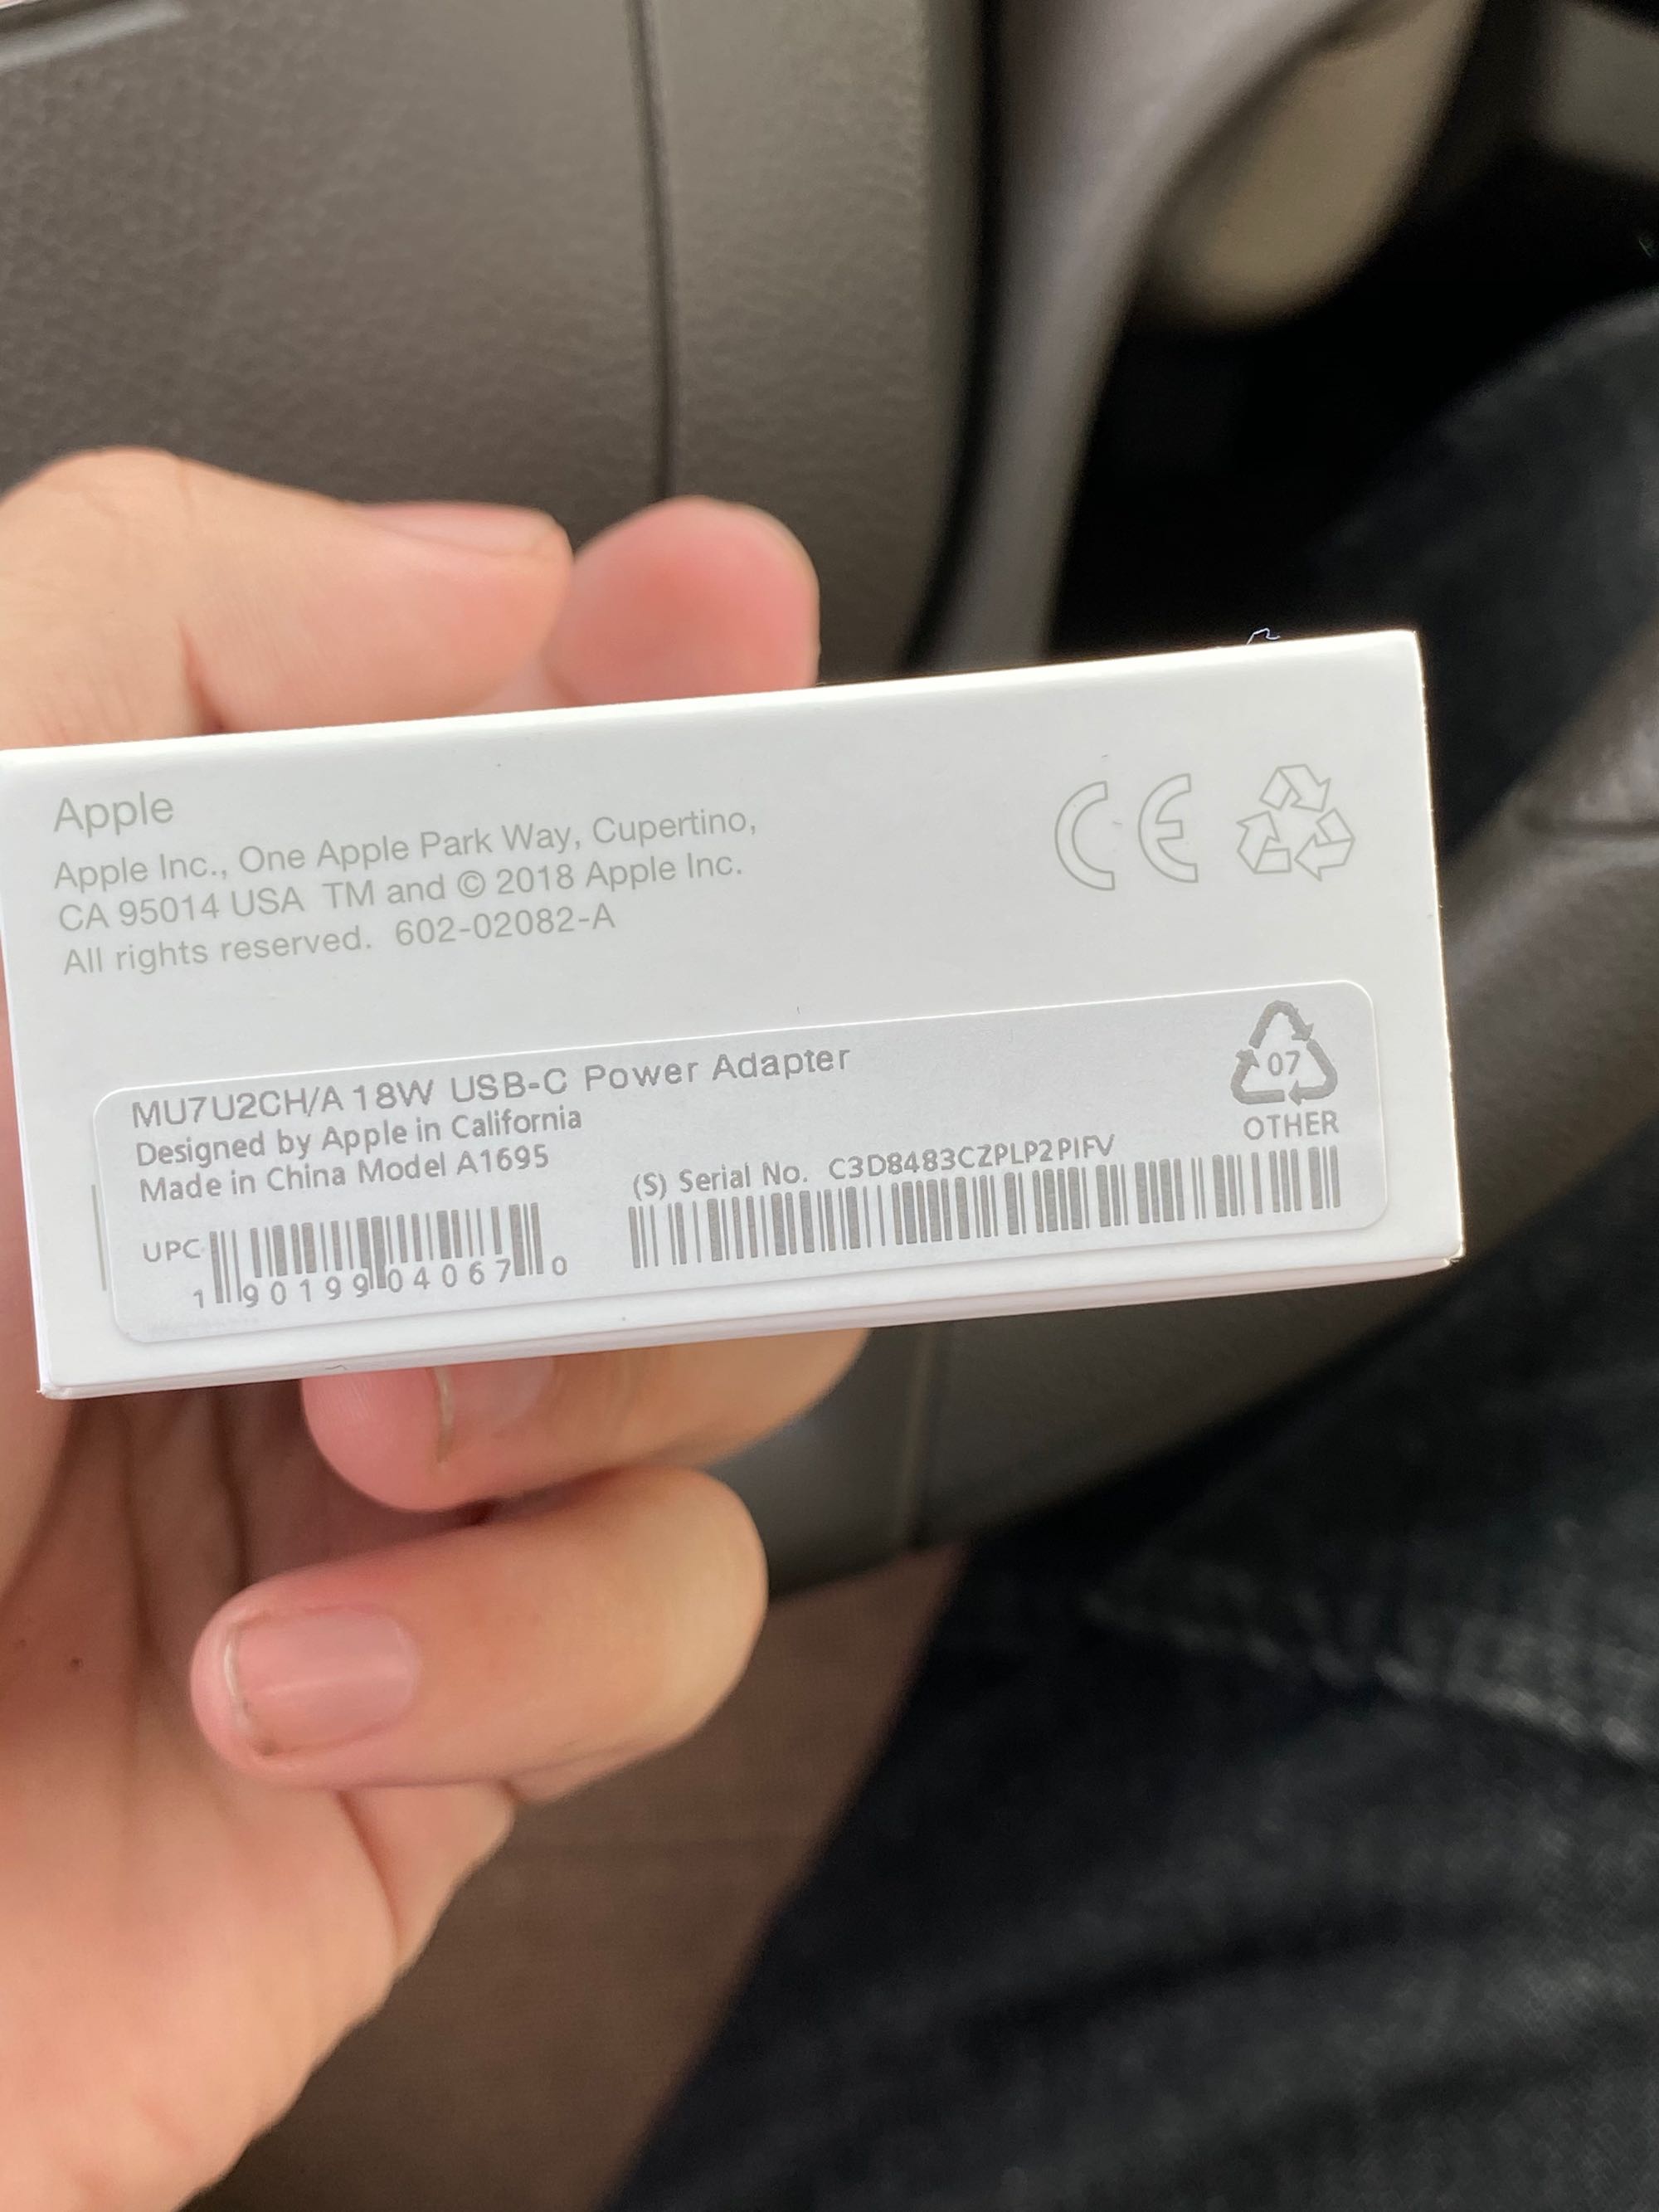 Apple
Apple Inc., One Apple Park Way, Cupertino,
CA 95014 USA TM and © 2018 Apple Inc.
All rights reserved. 602-02082-A
CE
MU7U2CH/A 18W USB-C Power Adapter
Designed by Apple in California
Made in China Model A1695
07
OTHER
(S) Serial No. C3D8483CZPLP2PIFV
UPC
1 90199 04067 0